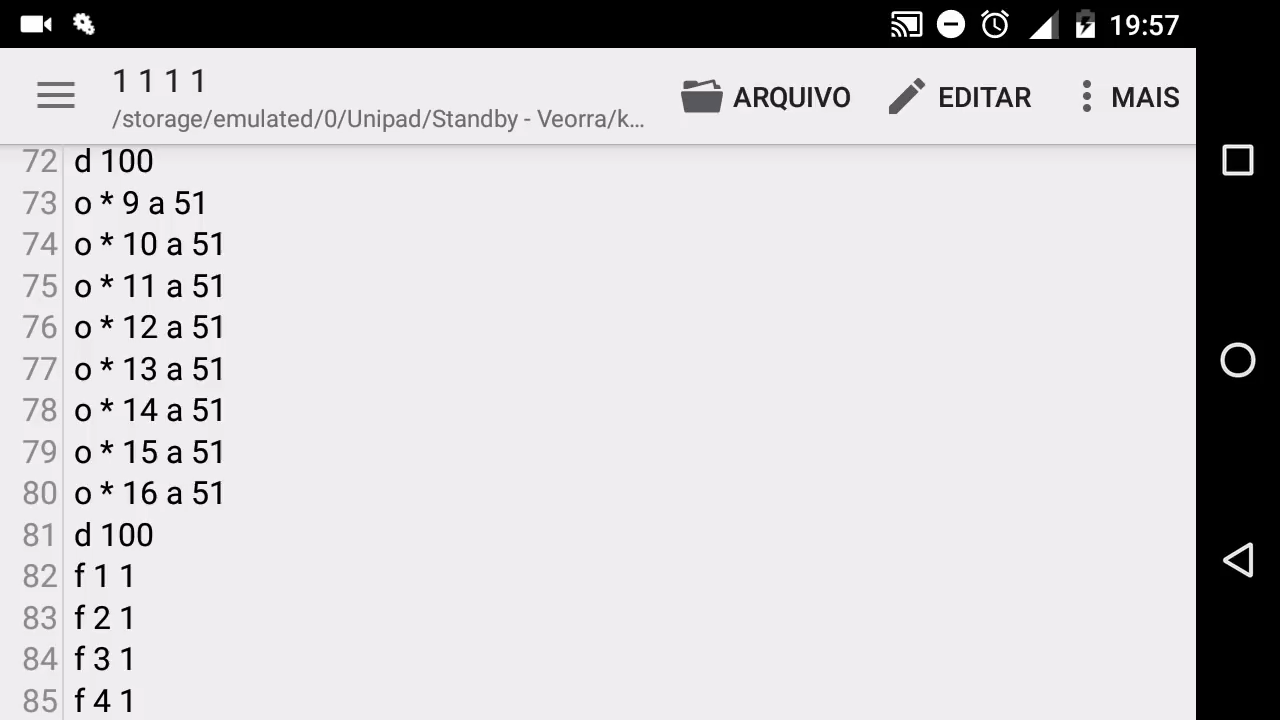 19:57
1 1 1 1
/storage/emulated/0/Unipad/Standby - Veorra/k...
ARQUIVO
EDITAR
MAIS
72 d 100
73 o * 9 a 51
74 o * 10 a 51
75 o * 11 a 51
76 o * 12 a 51
77 o * 13 a 51
78 o * 14 a 51
79 o * 15 a 51
80 o * 16 a 51
81 d 100
82 f 1 1
83 f 2 1
84 f 3 1
85 f 4 1